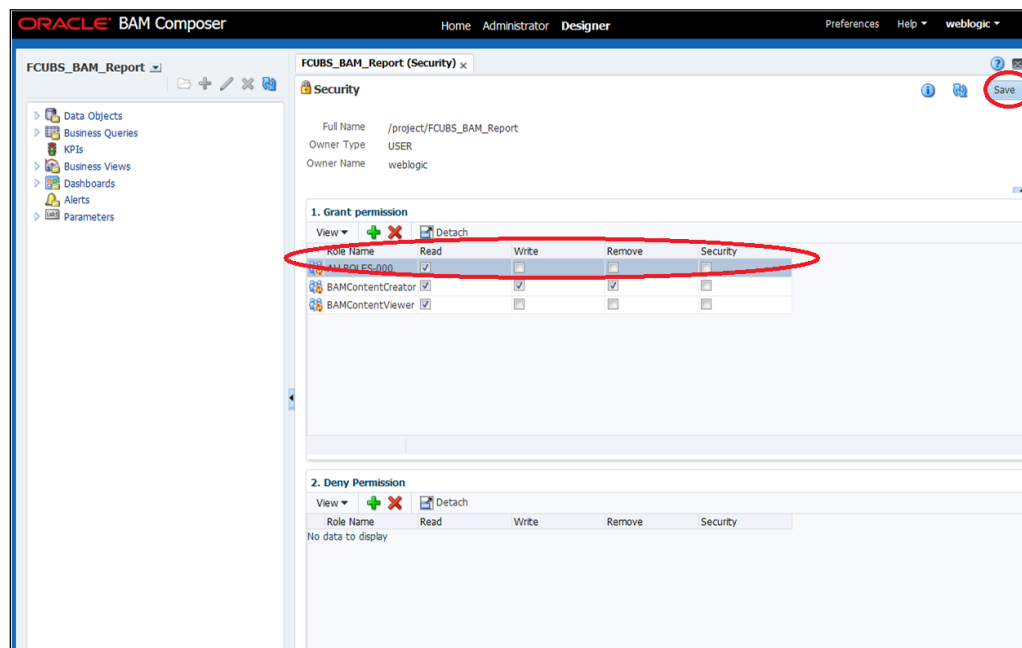 ORACLE BAM Composer Home Administrator Designer Preferences Help weblogic
FCUBS_BAM_Report
FCUBS_BAM_Report (Security) x
Security Save
Data Objects
Business Queries
KPIs
Business Views
Dashboards
Alerts
Parameters
Full Name /project/FCUBS_BAM_Report
Owner Type USER
Owner Name weblogic
1. Grant permission
View Detach
Role Name Read Write Remove Security
ALLROLES-000
BAMContentCreator
BAMContentViewer
2. Deny Permission
View Detach
Role Name Read Write Remove Security
No data to display